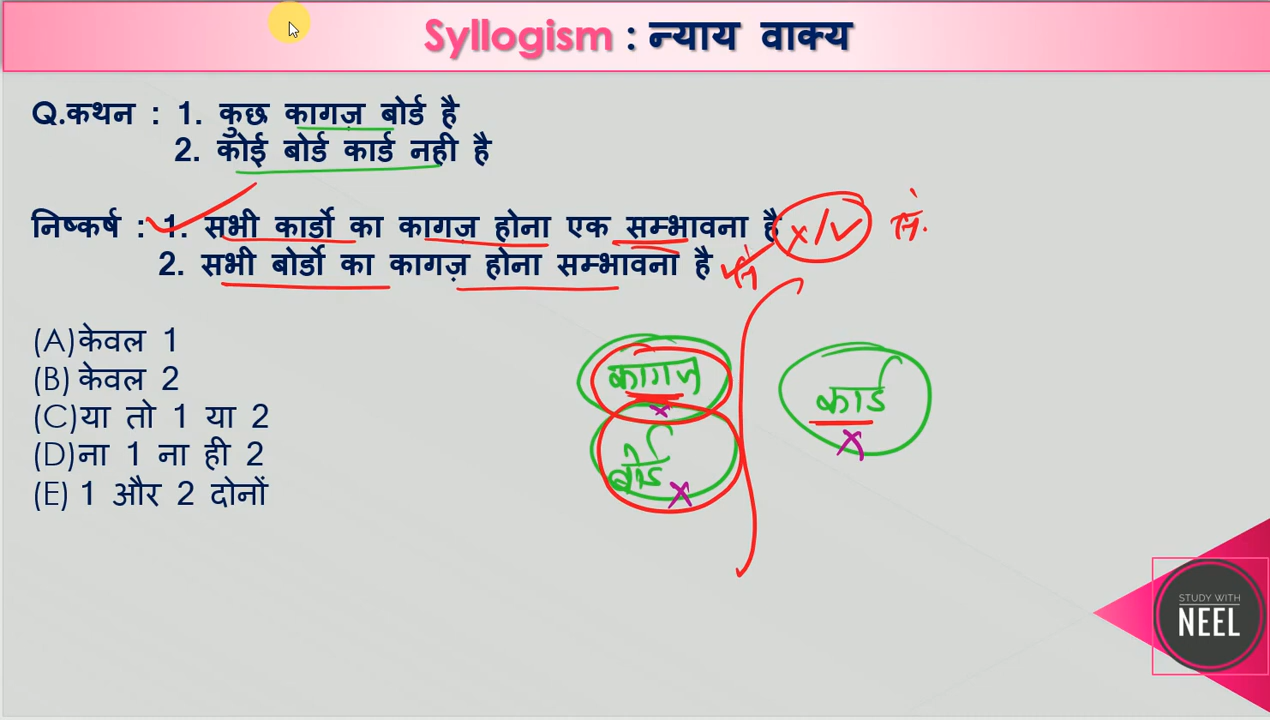 Syllogism : न्याय वाक्य
Q.कथन : 1. कुछ कागज़ बोर्ड है
2. कोई बोर्ड कार्ड नही है
निष्कर्ष : 1. सभी कार्डो का कागज़ होना एक सम्भावना है
2. सभी बोर्डो का कागज़ होना सम्भावना है
(A)केवल 1
(B) केवल 2
(C)या तो 1 या 2
(D)ना 1 ना ही 2
(E) 1 और 2 दोनों
कागज़
कार्ड
बोर्ड
STUDY WITH
NEEL